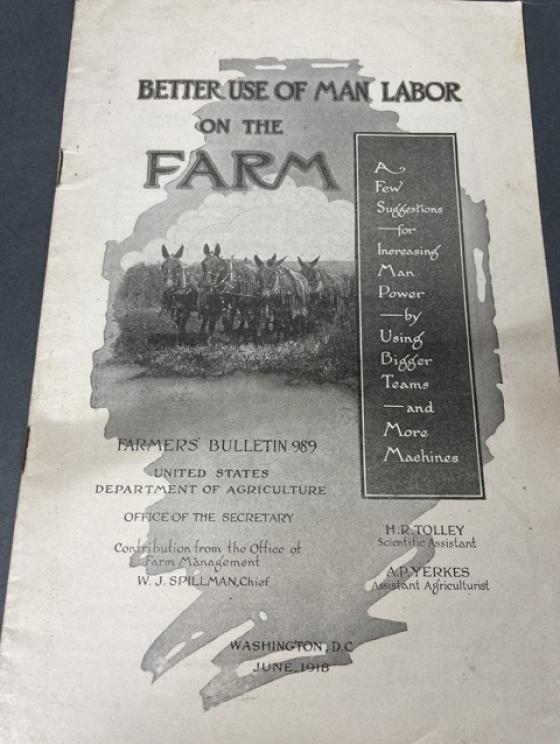 BETTER USE OF MAN LABOR
ON THE
FARM
A
Few
Suggestions
—for
Increasing
Man
Power
—by
Using
Bigger
Teams
—and
More
Machines
FARMERS' BULLETIN 989
UNITED STATES
DEPARTMENT OF AGRICULTURE
OFFICE OF THE SECRETARY
Contribution from the Office of
Farm Management
W. J. SPILLMAN, Chief
H.R. TOLLEY
Scientific Assistant
A.P. YERKES
Assistant Agriculturist
WASHINGTON, D.C
JUNE, 1918